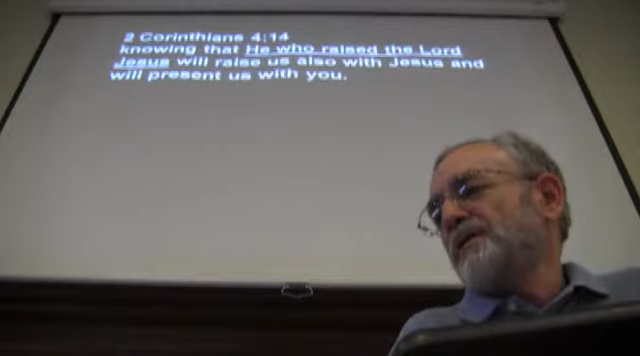 2 Corinthians 4:14
knowing that He who raised the Lord
Jesus will raise us also with Jesus and
will present us with you.